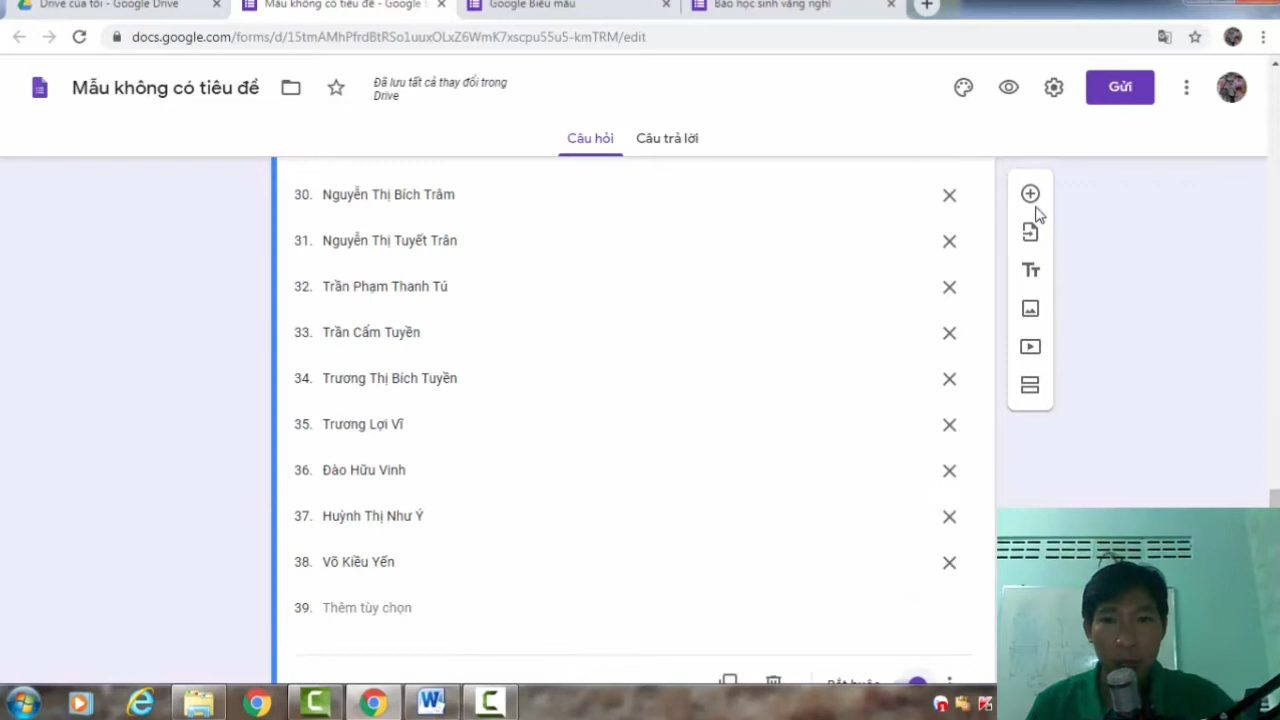 Drive của tôi - Google Drive
Mẫu không có tiêu đề - Google
Google Biểu mẫu
Báo học sinh vắng nghỉ
docs.google.com/forms/d/15tmAMhPfrdBtRSo1uuxOLxZ6WmK7xscpu55u5-kmTRM/edit
Mẫu không có tiêu đề
Đã lưu tất cả thay đổi trong
Drive
Gửi
Câu hỏi
Câu trả lời
30. Nguyễn Thị Bích Trâm
31. Nguyễn Thị Tuyết Trân
32. Trần Phạm Thanh Tú
33. Trần Cẩm Tuyền
34. Trương Thị Bích Tuyền
35. Trương Lợi Vĩ
36. Đào Hữu Vinh
37. Huỳnh Thị Như Ý
38. Võ Kiều Yến
39. Thêm tùy chọn
Bắt buộc